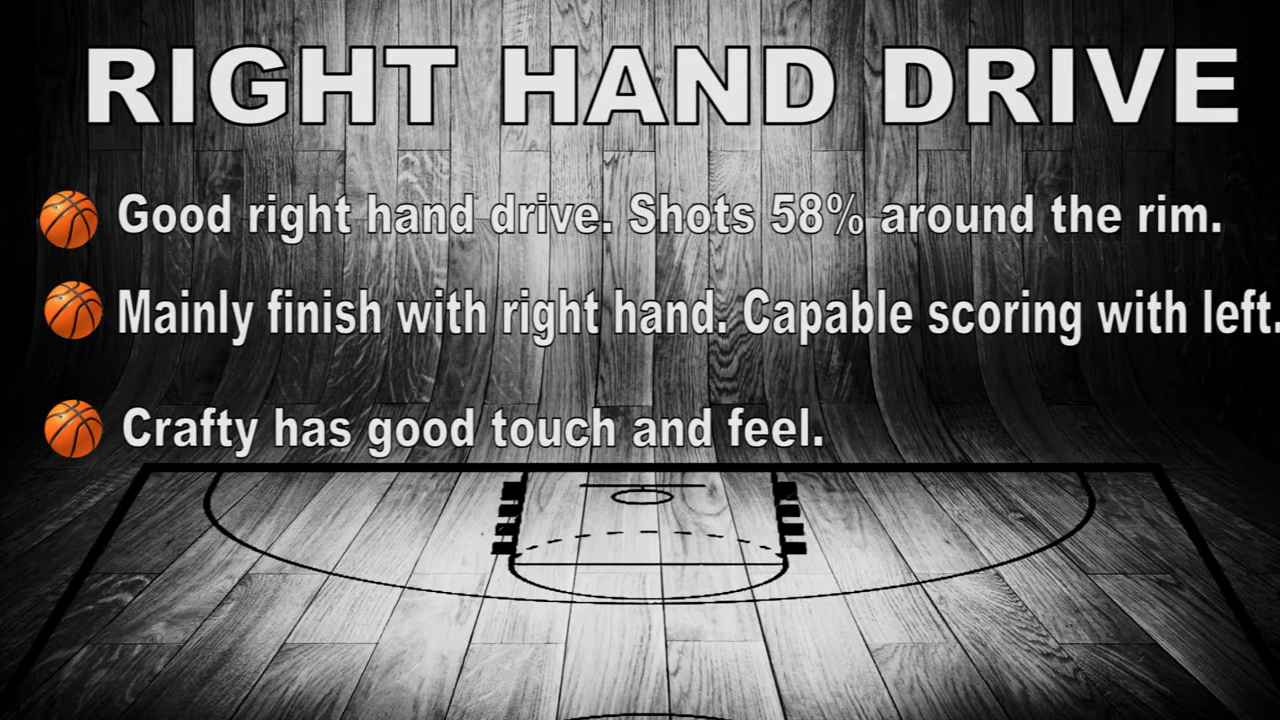 RIGHT HAND DRIVE
Good right hand drive. Shots 58% around the rim.
Mainly finish with right hand. Capable scoring with left.
Crafty has good touch and feel.